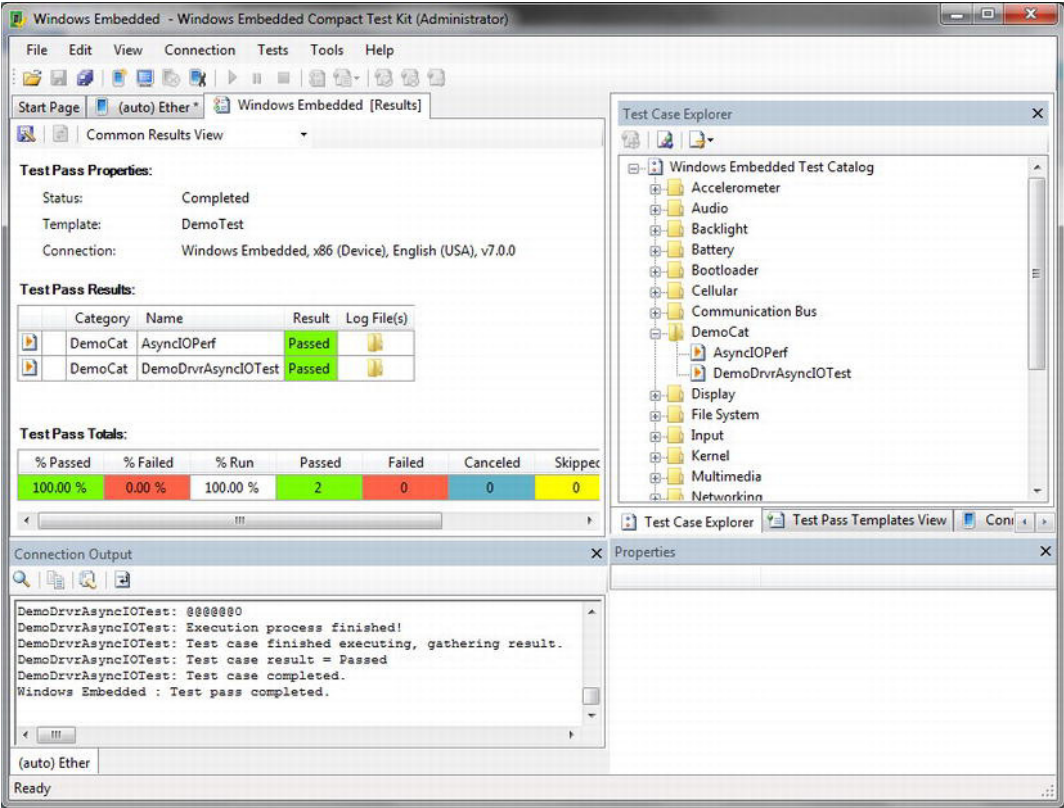 Windows Embedded - Windows Embedded Compact Test Kit (Administrator)
File Edit View Connection Tests Tools Help
Start Page (auto) Ether * Windows Embedded [Results]
Common Results View
Test Pass Properties:
Status: Completed
Template: DemoTest
Connection: Windows Embedded, x86 (Device), English (USA), v7.0.0
Test Pass Results:
Category Name Result Log File(s)
DemoCat AsyncIOPerf Passed
DemoCat DemoDrvrAsyncIOTest Passed
Test Pass Totals:
% Passed % Failed % Run Passed Failed Canceled Skipped
100.00 % 0.00 % 100.00 % 2 0 0 0
Test Case Explorer
Windows Embedded Test Catalog
Accelerometer
Audio
Backlight
Battery
Bootloader
Cellular
Communication Bus
DemoCat
AsyncIOPerf
DemoDrvrAsyncIOTest
Display
File System
Input
Kernel
Multimedia
Networking
Test Case Explorer Test Pass Templates View Conn
Connection Output
DemoDrvrAsyncIOTest: @@@@@@0
DemoDrvrAsyncIOTest: Execution process finished!
DemoDrvrAsyncIOTest: Test case finished executing, gathering result.
DemoDrvrAsyncIOTest: Test case result = Passed
DemoDrvrAsyncIOTest: Test case completed.
Windows Embedded : Test pass completed.
(auto) Ether
Properties
Ready